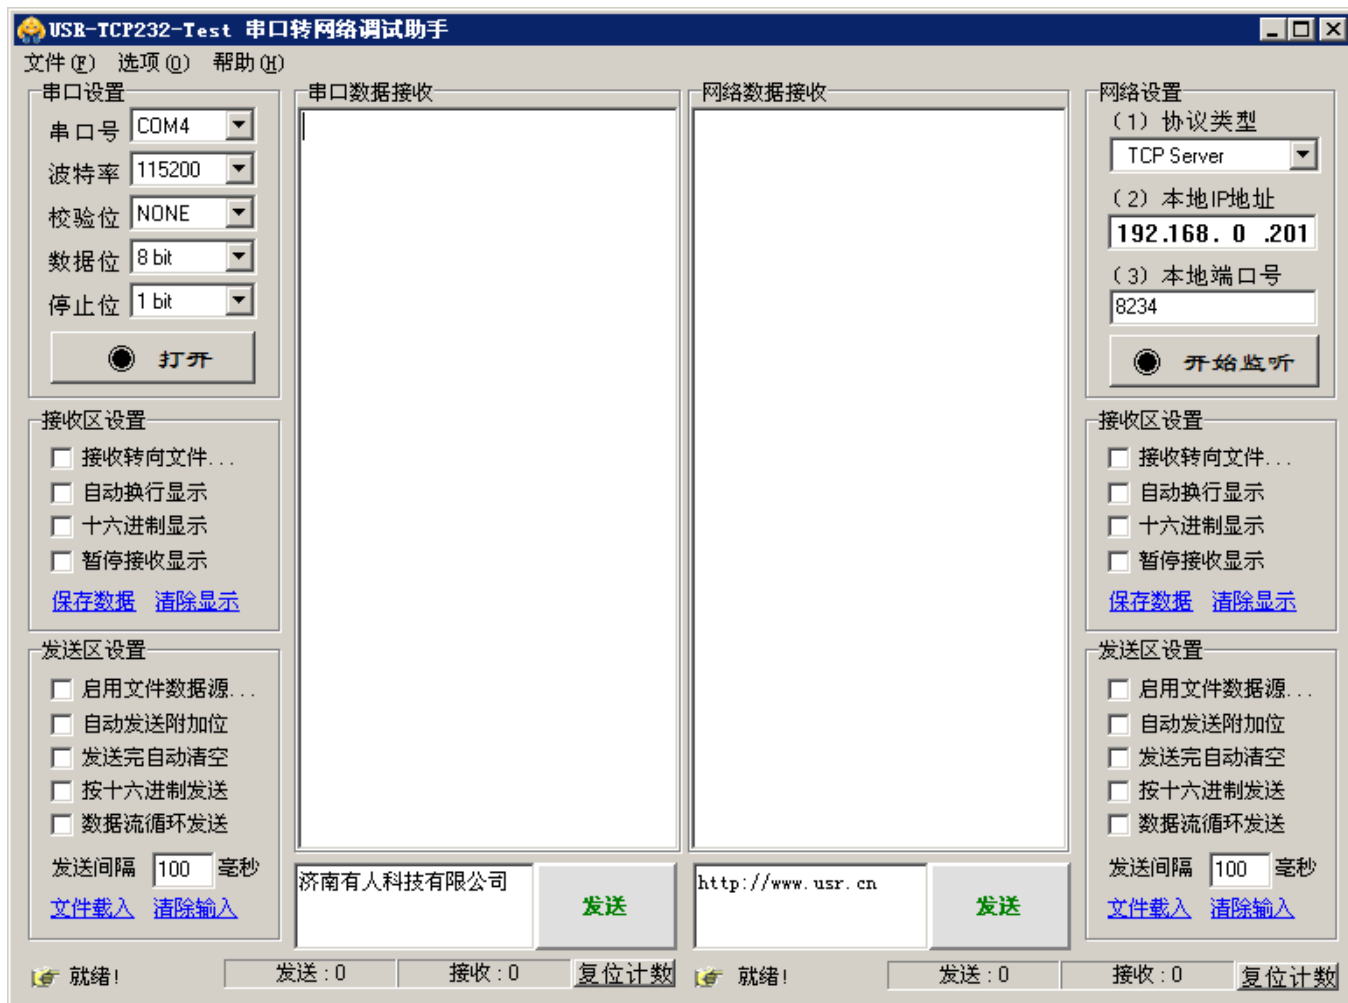 USR-TCP232-Test 串口转网络调试助手
文件(F) 选项(O) 帮助(H)
串口设置
串口号 COM4
波特率 115200
校验位 NONE
数据位 8 bit
停止位 1 bit
打开
接收区设置
接收转向文件...
自动换行显示
十六进制显示
暂停接收显示
保存数据 清除显示
发送区设置
启用文件数据源...
自动发送附加位
发送完自动清空
按十六进制发送
数据流循环发送
发送间隔 100 毫秒
文件载入 清除输入
串口数据接收
济南有人科技有限公司
发送
网络数据接收
http://www.usr.cn
发送
网络设置
(1) 协议类型
TCP Server
(2) 本地IP地址
192.168. 0 .201
(3) 本地端口号
8234
开始监听
接收区设置
接收转向文件...
自动换行显示
十六进制显示
暂停接收显示
保存数据 清除显示
发送区设置
启用文件数据源...
自动发送附加位
发送完自动清空
按十六进制发送
数据流循环发送
发送间隔 100 毫秒
文件载入 清除输入
就绪! 发送:0 接收:0 复位计数
就绪! 发送:0 接收:0 复位计数